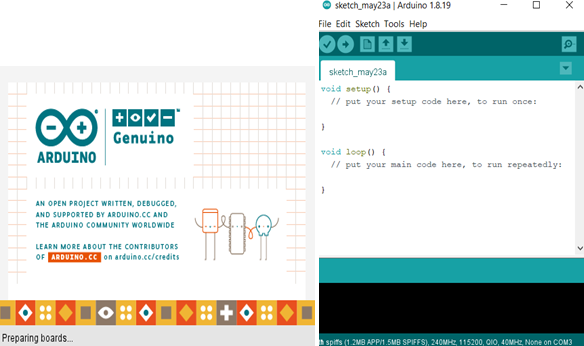 Genuino
ARDUINO
AN OPEN PROJECT WRITTEN, DEBUGGED,
AND SUPPORTED BY ARDUINO.CC AND
THE ARDUINO COMMUNITY WORLDWIDE
LEARN MORE ABOUT THE CONTRIBUTORS
OF ARDUINO.CC on arduino.cc/credits
Preparing boards...
sketch_may23a | Arduino 1.8.19
File Edit Sketch Tools Help
sketch_may23a
void setup() {
// put your setup code here, to run once:
}
void loop() {
// put your main code here, to run repeatedly:
}
spiffs (1.2MB APP/1.5MB SPIFFS), 240MHz, 115200, QIO, 40MHz, None on COM3